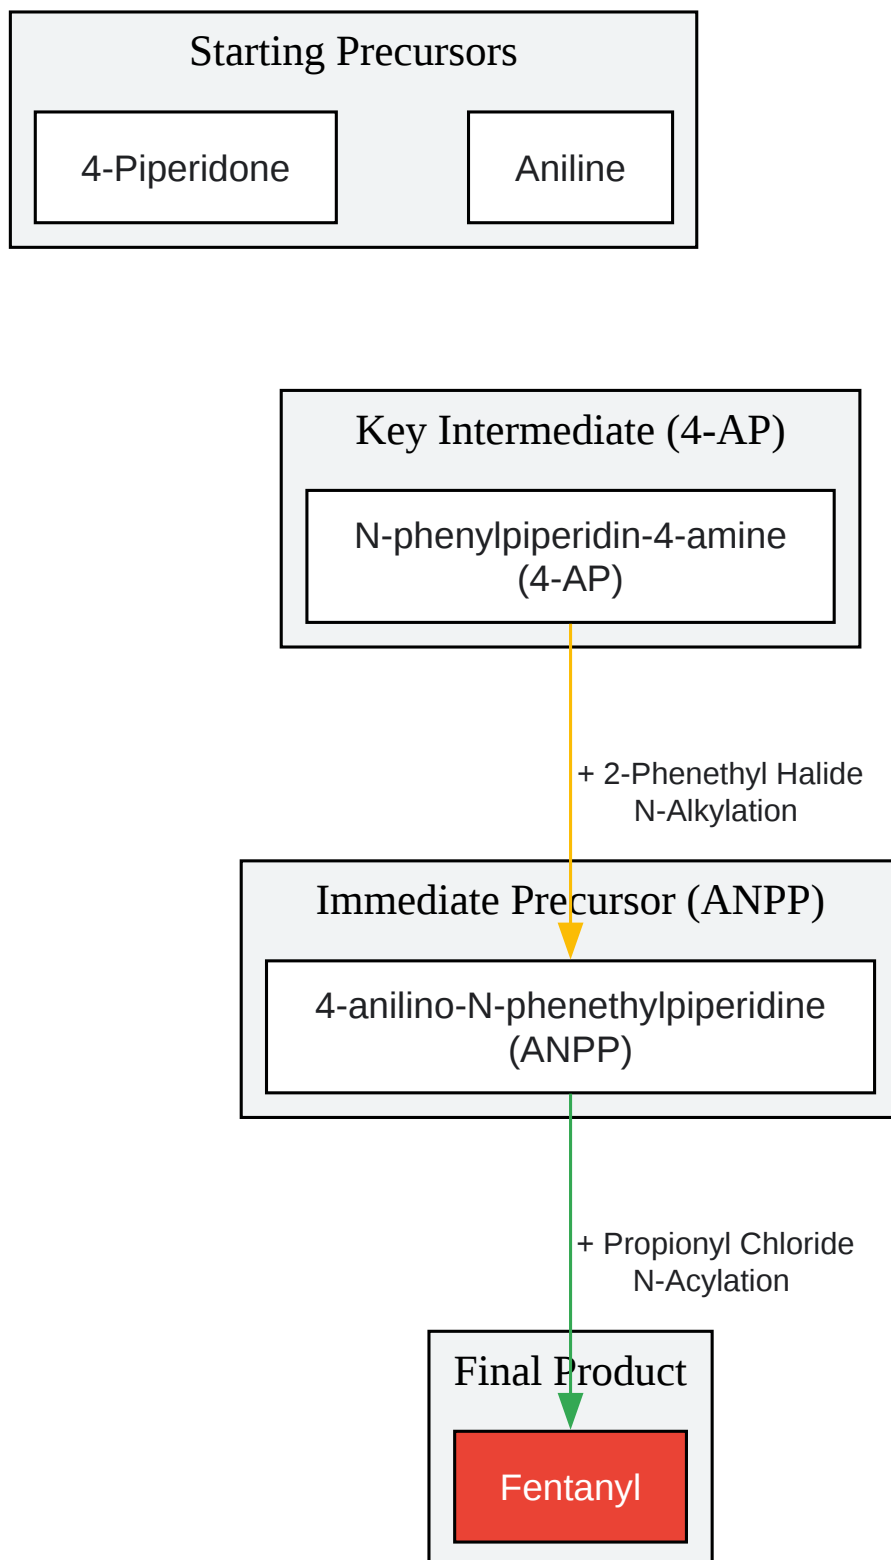 Starting Precursors
4-Piperidone
Aniline
Key Intermediate (4-AP)
N-phenylpiperidin-4-amine
(4-AP)
+ 2-Phenethyl Halide
N-Alkylation
Immediate Precursor (ANPP)
4-anilino-N-phenethylpiperidine
(ANPP)
+ Propionyl Chloride
N-Acylation
Final Product
Fentanyl